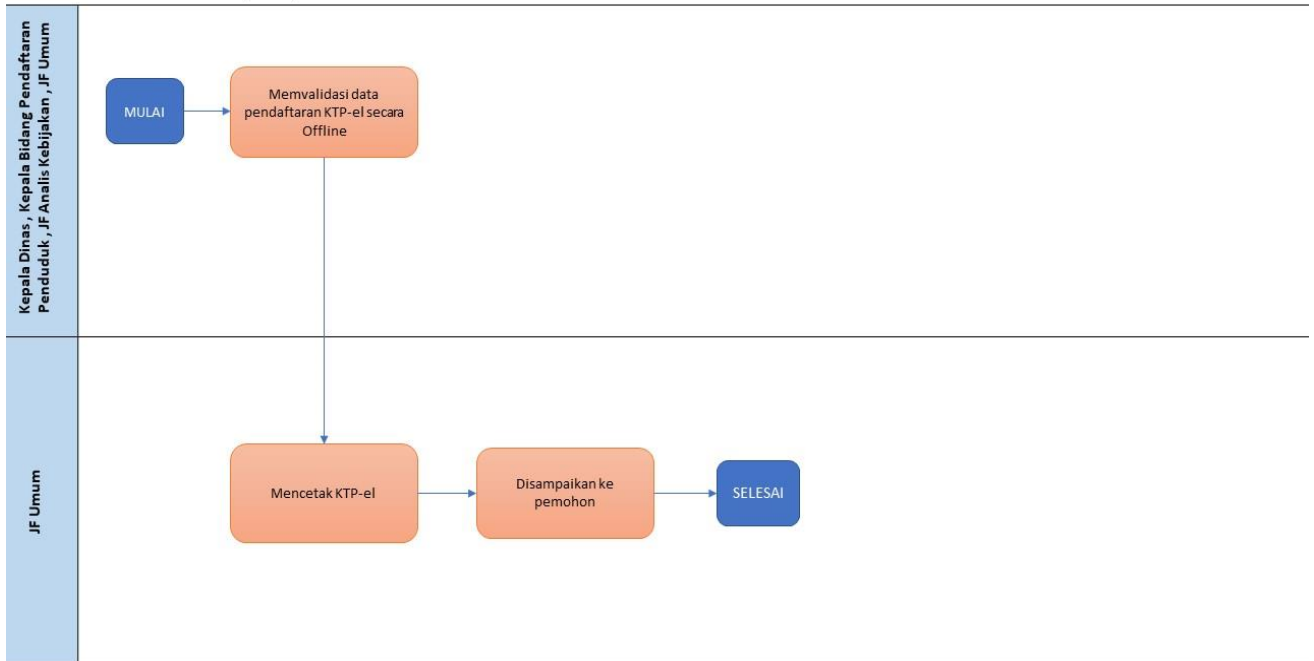 Kepala Dinas , Kepala Bidang Pendaftaran
Penduduk , JF Analis Kebijakan , JF Umum
MULAI
Memvalidasi data
pendaftaran KTP-el secara
Offline
JF Umum
Mencetak KTP-el
Disampaikan ke
pemohon
SELESAI